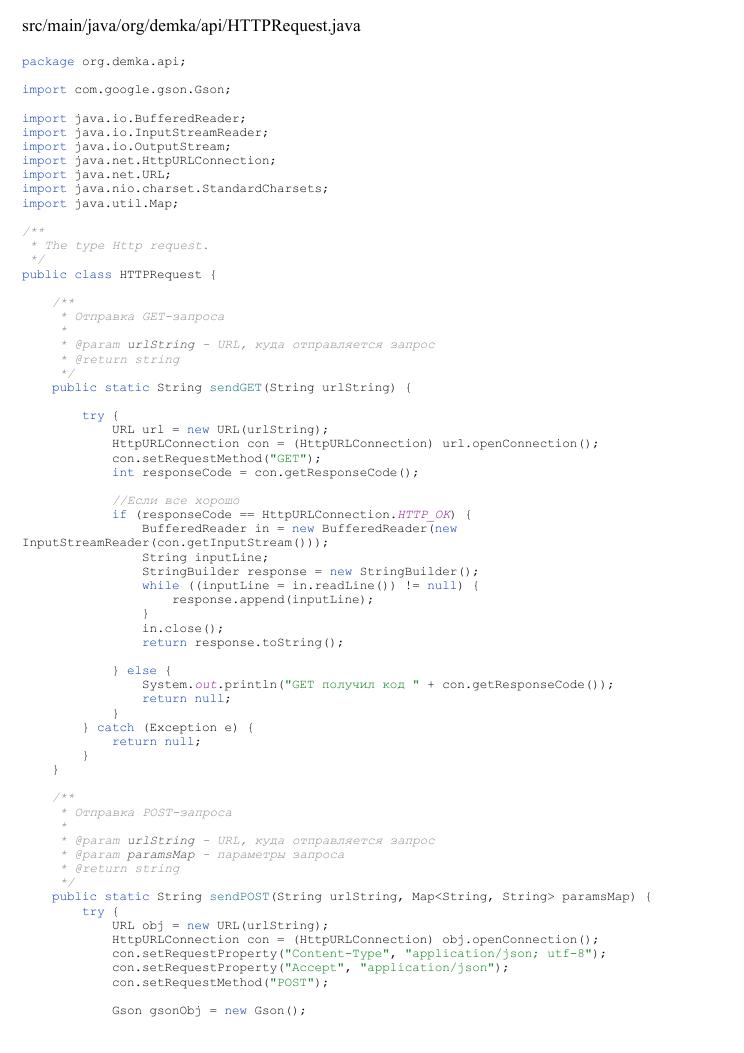 src/main/java/org/demka/api/HTTPRequest.java
package org.demka.api;
import com.google.gson.Gson;
import java.io.BufferedReader;
import java.io.InputStreamReader;
import java.io.OutputStream;
import java.net.HttpURLConnection;
import java.net.URL;
import java.nio.charset.StandardCharsets;
import java.util.Map;
/**
 * The type Http request.
 */
public class HTTPRequest {
    /**
     * Отправка GET-запроса
     *
     * @param urlString - URL, куда отправляется запрос
     * @return string
     */
    public static String sendGET(String urlString) {
        try {
            URL url = new URL(urlString);
            HttpURLConnection con = (HttpURLConnection) url.openConnection();
            con.setRequestMethod("GET");
            int responseCode = con.getResponseCode();
            //Если все хорошо
            if (responseCode == HttpURLConnection.HTTP_OK) {
                BufferedReader in = new BufferedReader(new
InputStreamReader(con.getInputStream()));
                String inputLine;
                StringBuilder response = new StringBuilder();
                while ((inputLine = in.readLine()) != null) {
                    response.append(inputLine);
                }
                in.close();
                return response.toString();
            } else {
                System.out.println("GET получил код " + con.getResponseCode());
                return null;
            }
        } catch (Exception e) {
            return null;
        }
    }
    /**
     * Отправка POST-запроса
     *
     * @param urlString - URL, куда отправляется запрос
     * @param paramsMap - параметры запроса
     * @return string
     */
    public static String sendPOST(String urlString, Map<String, String> paramsMap) {
        try {
            URL obj = new URL(urlString);
            HttpURLConnection con = (HttpURLConnection) obj.openConnection();
            con.setRequestProperty("Content-Type", "application/json; utf-8");
            con.setRequestProperty("Accept", "application/json");
            con.setRequestMethod("POST");
            Gson gsonObj = new Gson();